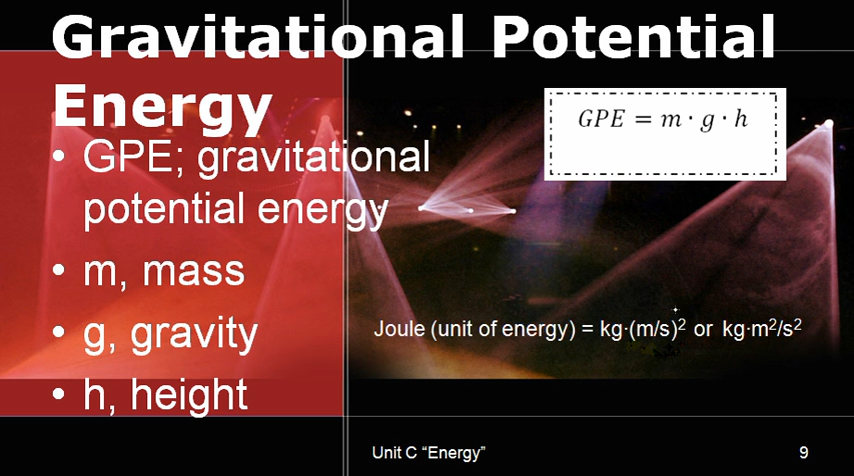 Gravitational Potential
Energy
• GPE; gravitational
potential energy
• m, mass
• g, gravity
• h, height
GPE = m · g · h
Joule (unit of energy) = kg·(m/s)² or kg·m²/s²
Unit C “Energy”
9